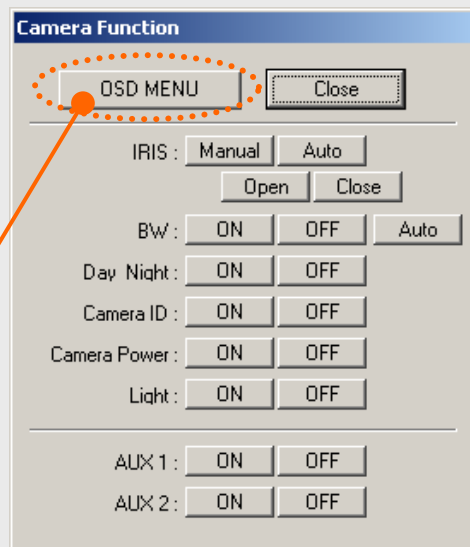 Camera Function
OSD MENU Close
IRIS : Manual Auto
Open Close
BW : ON OFF Auto
Day Night : ON OFF
Camera ID : ON OFF
Camera Power : ON OFF
Light : ON OFF
AUX 1 : ON OFF
AUX 2 : ON OFF